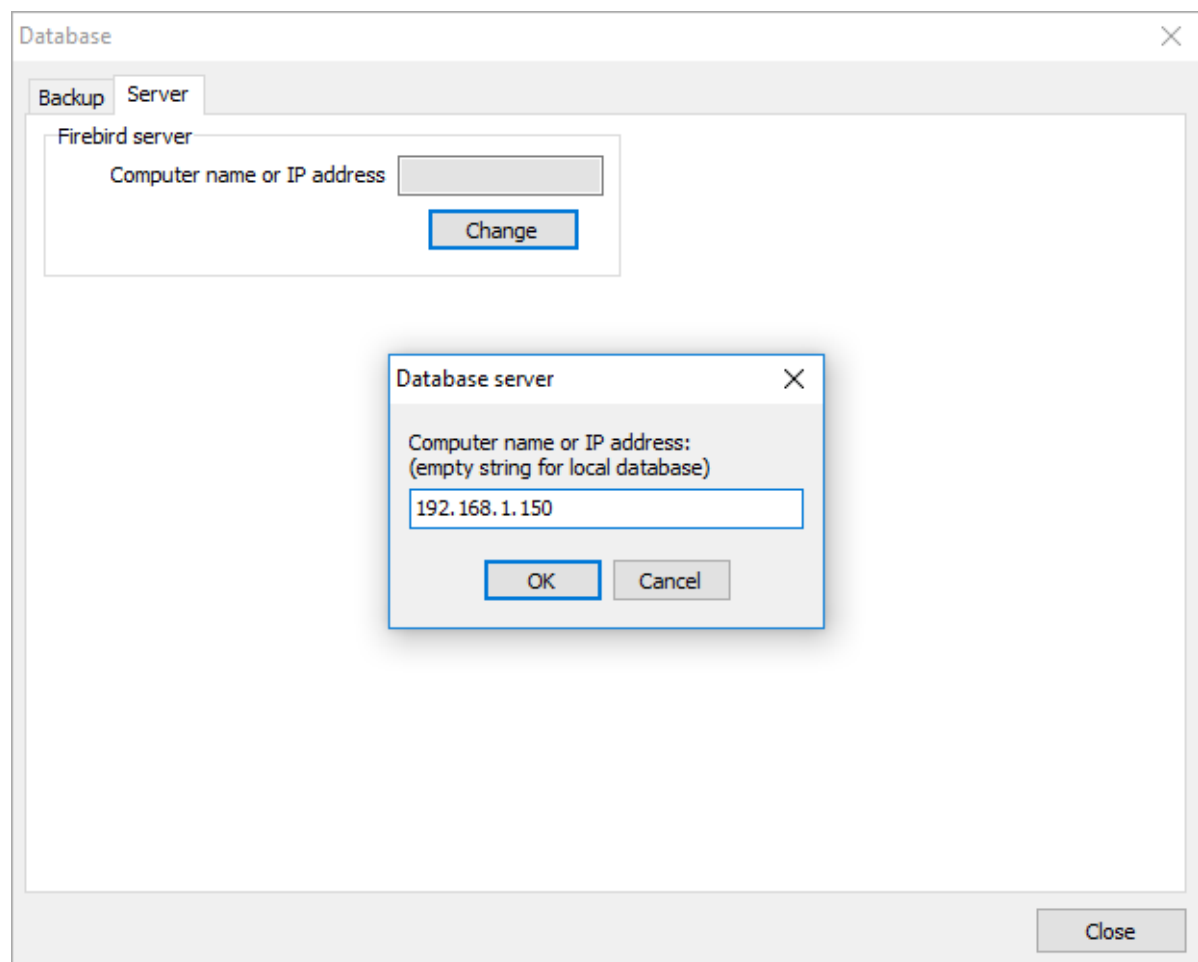 Database
Backup
Server
Firebird server
Computer name or IP address
Change
Database server
Computer name or IP address:
(empty string for local database)
192.168.1.150
OK
Cancel
Close